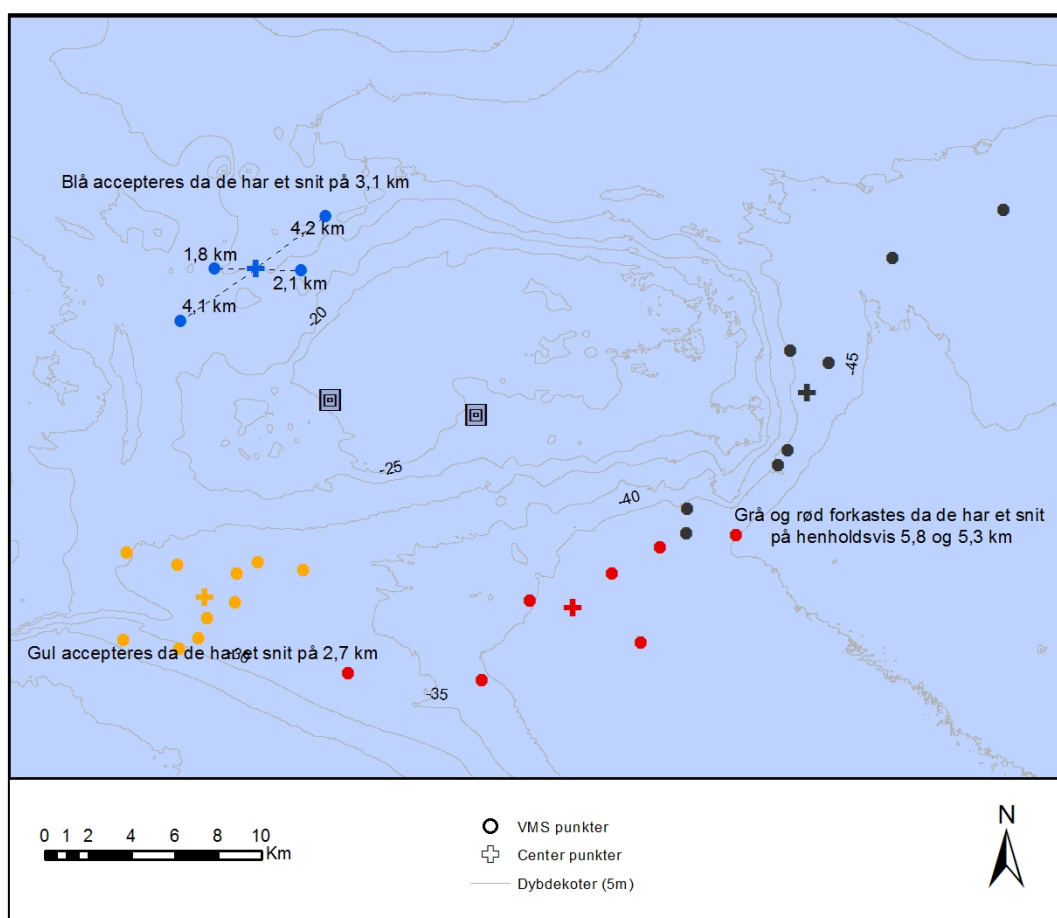 Blå accepteres da de har et snit på 3,1 km
4,2 km
1,8 km
2,1 km
4,1 km
-20
-45
-25
-40
Grå og rød forkastes da de har et snit
på henholdsvis 5,8 og 5,3 km
Gul accepteres da de har et snit på 2,7 km
-30
-35
0 1 2 4 6 8 10
Km
VMS punkter
Center punkter
Dybdekoter (5m)
N